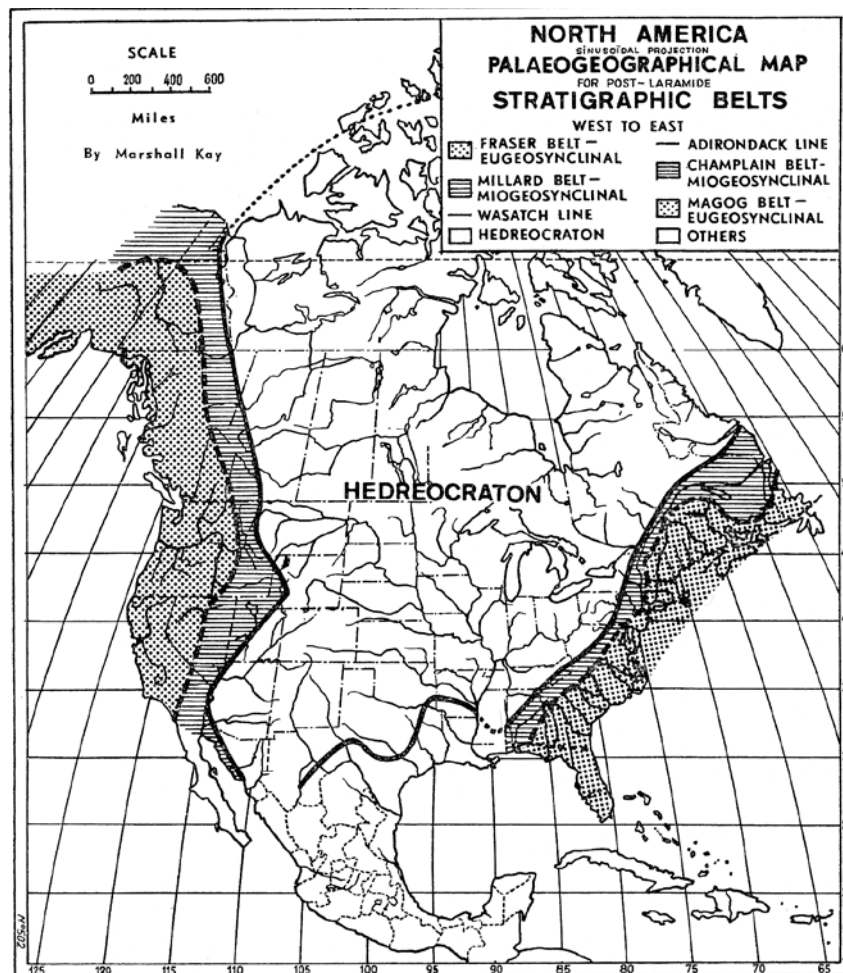 SCALE
0 200 400 600
Miles
By Marshall Kay
NORTH AMERICA
SINUSOIDAL PROJECTION
PALAEOGEOGRAPHICAL MAP
FOR POST-LARAMIDE
STRATIGRAPHIC BELTS
WEST TO EAST
FRASER BELT–
EUGEOSYNCLINAL
MILLARD BELT–
MIOGEOSYNCLINAL
WASATCH LINE
HEDREOCRATON
ADIRONDACK LINE
CHAMPLAIN BELT-
MIOGEOSYNCLINAL
MAGOG BELT–
EUGEOSYNCLINAL
OTHERS
HEDREOCRATON
Nº502
125 115 110 105 100 95 90 85 80 75 70 65